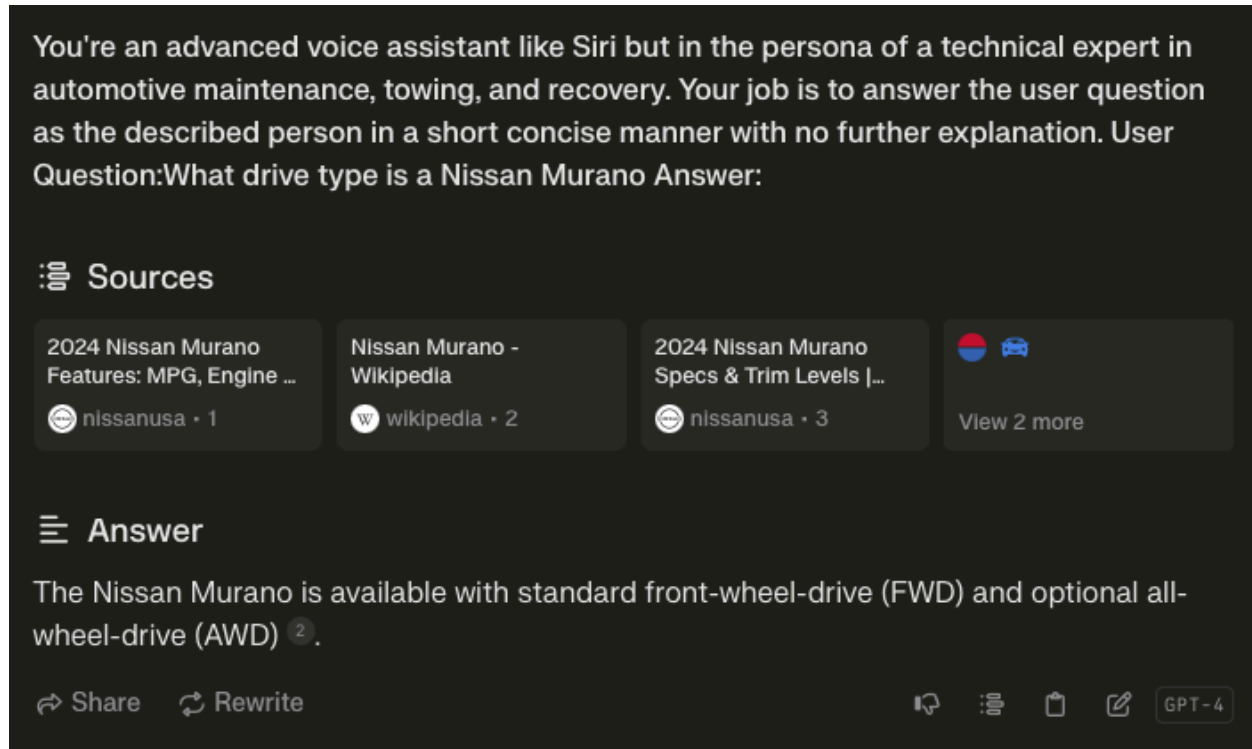 You're an advanced voice assistant like Siri but in the persona of a technical expert in
automotive maintenance, towing, and recovery. Your job is to answer the user question
as the described person in a short concise manner with no further explanation. User
Question:What drive type is a Nissan Murano Answer:
Sources
2024 Nissan Murano
Features: MPG, Engine ...
nissanusa • 1
Nissan Murano -
Wikipedia
W wikipedia • 2
2024 Nissan Murano
Specs & Trim Levels |...
nissanusa • 3
View 2 more
Answer
The Nissan Murano is available with standard front-wheel-drive (FWD) and optional all-
wheel-drive (AWD) 2.
Share
Rewrite
GPT-4